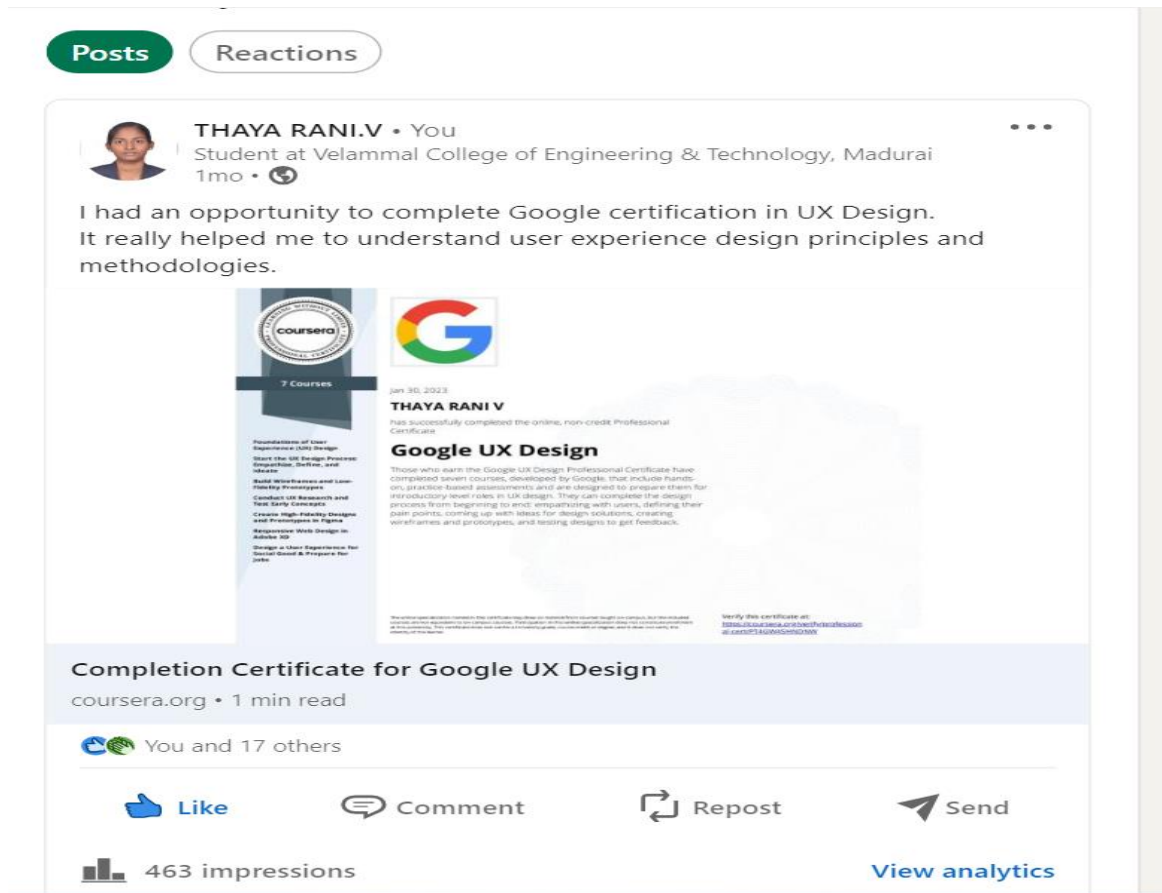 Posts
Reactions
THAYA RANI.V • You
Student at Velammal College of Engineering & Technology, Madurai
1mo •
I had an opportunity to complete Google certification in UX Design.
It really helped me to understand user experience design principles and
methodologies.
coursera
7 Courses
Foundations of User
Experience (UX) Design
Start the UX Design Process:
Empathize, Define, and
Ideate
Build Wireframes and Low-
Fidelity Prototypes
Conduct UX Research and
Test Early Concepts
Create High-Fidelity Designs
and Prototypes in Figma
Responsive Web Design in
Adobe XD
Design a User Experience for
Social Good & Prepare for
Jobs
Jan 30, 2023
THAYA RANI V
has successfully completed the online, non-credit Professional
Certificate
Google UX Design
Those who earn the Google UX Design Professional Certificate have
completed seven courses, developed by Google, that include hands-
on, practice-based assessments and are designed to prepare them for
introductory-level roles in UX design. They can complete the design
process from beginning to end: empathizing with users, defining their
pain points, coming up with ideas for design solutions, creating
wireframes and prototypes, and testing designs to get feedback.
Verify this certificate at:
Completion Certificate for Google UX Design
coursera.org • 1 min read
You and 17 others
Like
Comment
Repost
Send
463 impressions
View analytics